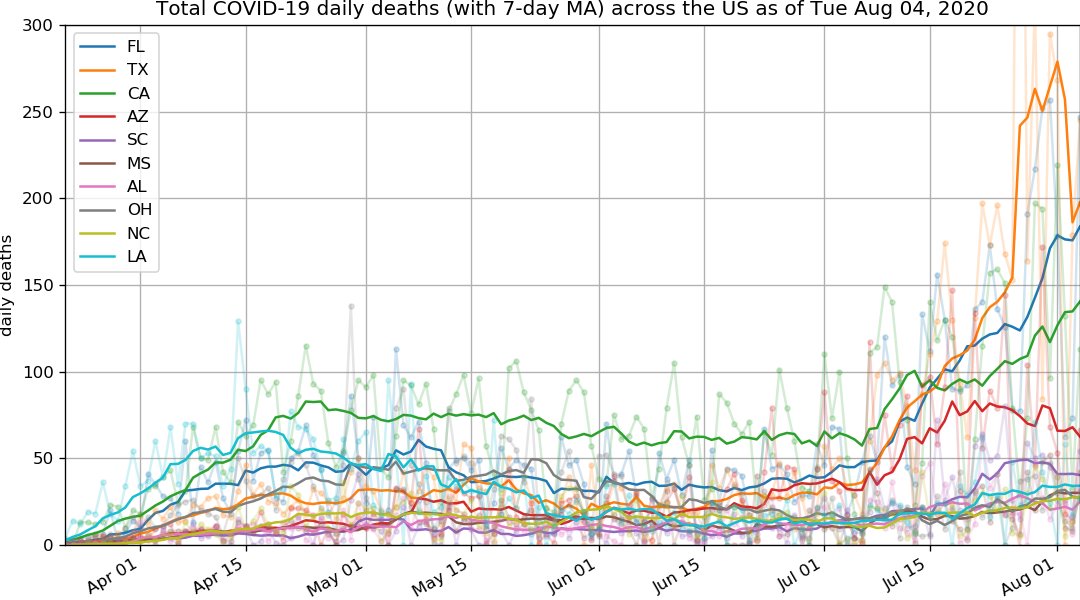 Total COVID-19 daily deaths (with 7-day MA) across the US as of Tue Aug 04, 2020
300
250
200
150
100
50
0
daily deaths
FL
TX
CA
AZ
SC
MS
AL
OH
NC
LA
Apr 01
Apr 15
May 01
May 15
Jun 01
Jun 15
Jul 01
Jul 15
Aug 01